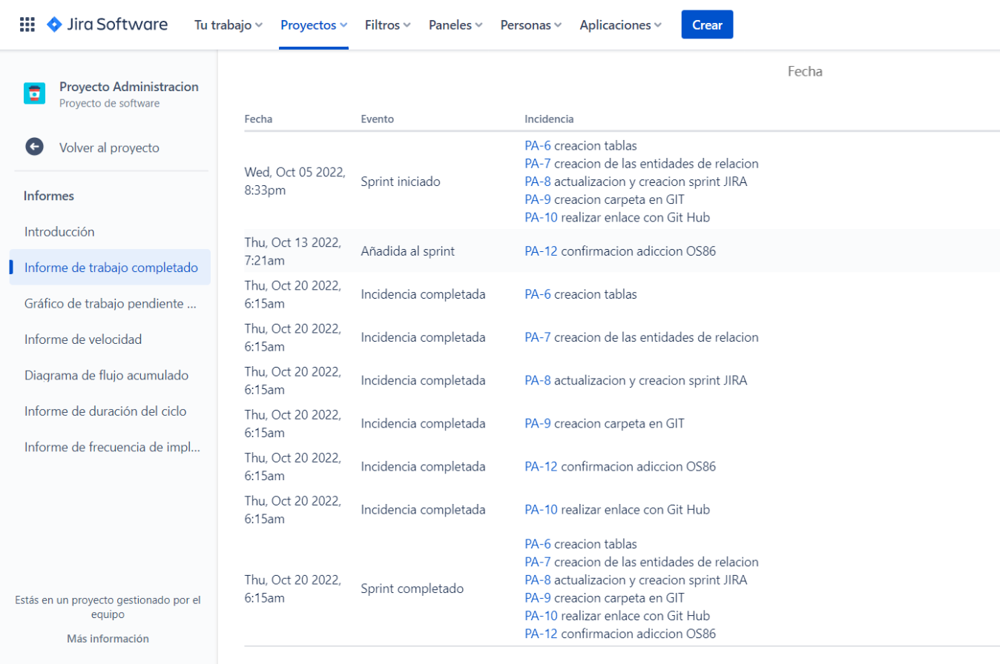 Jira Software Tu trabajo Proyectos Filtros Paneles Personas Aplicaciones Crear
Proyecto Administracion
Proyecto de software
Volver al proyecto
Informes
Introducción
Informe de trabajo completado
Gráfico de trabajo pendiente ...
Informe de velocidad
Diagrama de flujo acumulado
Informe de duración del ciclo
Informe de frecuencia de impl...
Estás en un proyecto gestionado por el
equipo
Más información
Fecha
Fecha Evento Incidencia
Wed, Oct 05 2022,
8:33pm
Sprint iniciado
PA-6 creacion tablas
PA-7 creacion de las entidades de relacion
PA-8 actualizacion y creacion sprint JIRA
PA-9 creacion carpeta en GIT
PA-10 realizar enlace con Git Hub
Thu, Oct 13 2022,
7:21am
Añadida al sprint
PA-12 confirmacion adiccion OS86
Thu, Oct 20 2022,
6:15am
Incidencia completada
PA-6 creacion tablas
Thu, Oct 20 2022,
6:15am
Incidencia completada
PA-7 creacion de las entidades de relacion
Thu, Oct 20 2022,
6:15am
Incidencia completada
PA-8 actualizacion y creacion sprint JIRA
Thu, Oct 20 2022,
6:15am
Incidencia completada
PA-9 creacion carpeta en GIT
Thu, Oct 20 2022,
6:15am
Incidencia completada
PA-12 confirmacion adiccion OS86
Thu, Oct 20 2022,
6:15am
Incidencia completada
PA-10 realizar enlace con Git Hub
Thu, Oct 20 2022,
6:15am
Sprint completado
PA-6 creacion tablas
PA-7 creacion de las entidades de relacion
PA-8 actualizacion y creacion sprint JIRA
PA-9 creacion carpeta en GIT
PA-10 realizar enlace con Git Hub
PA-12 confirmacion adiccion OS86